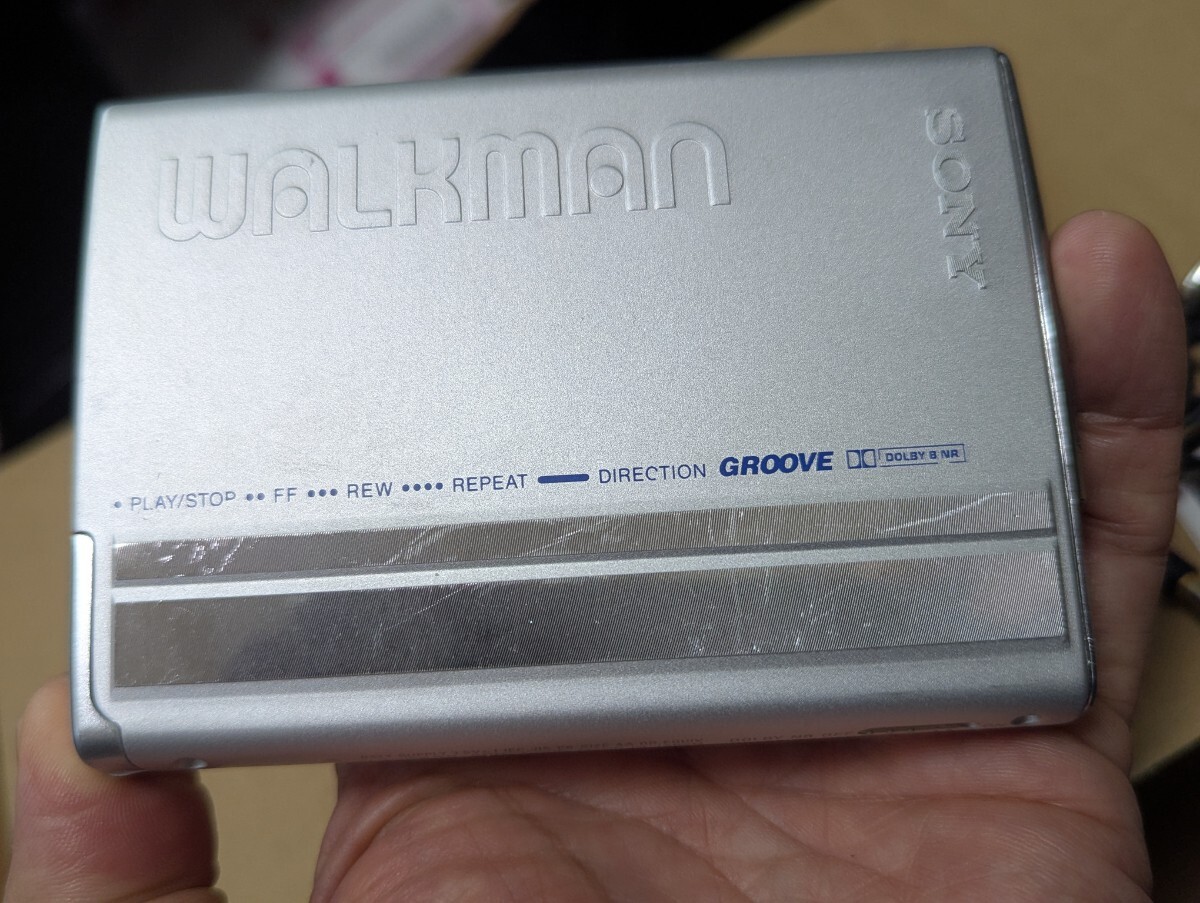 WALKMAN
SONY
• PLAY/STOP •• FF ••• REW •••• REPEAT — DIRECTION GROOVE DOLBY B NR